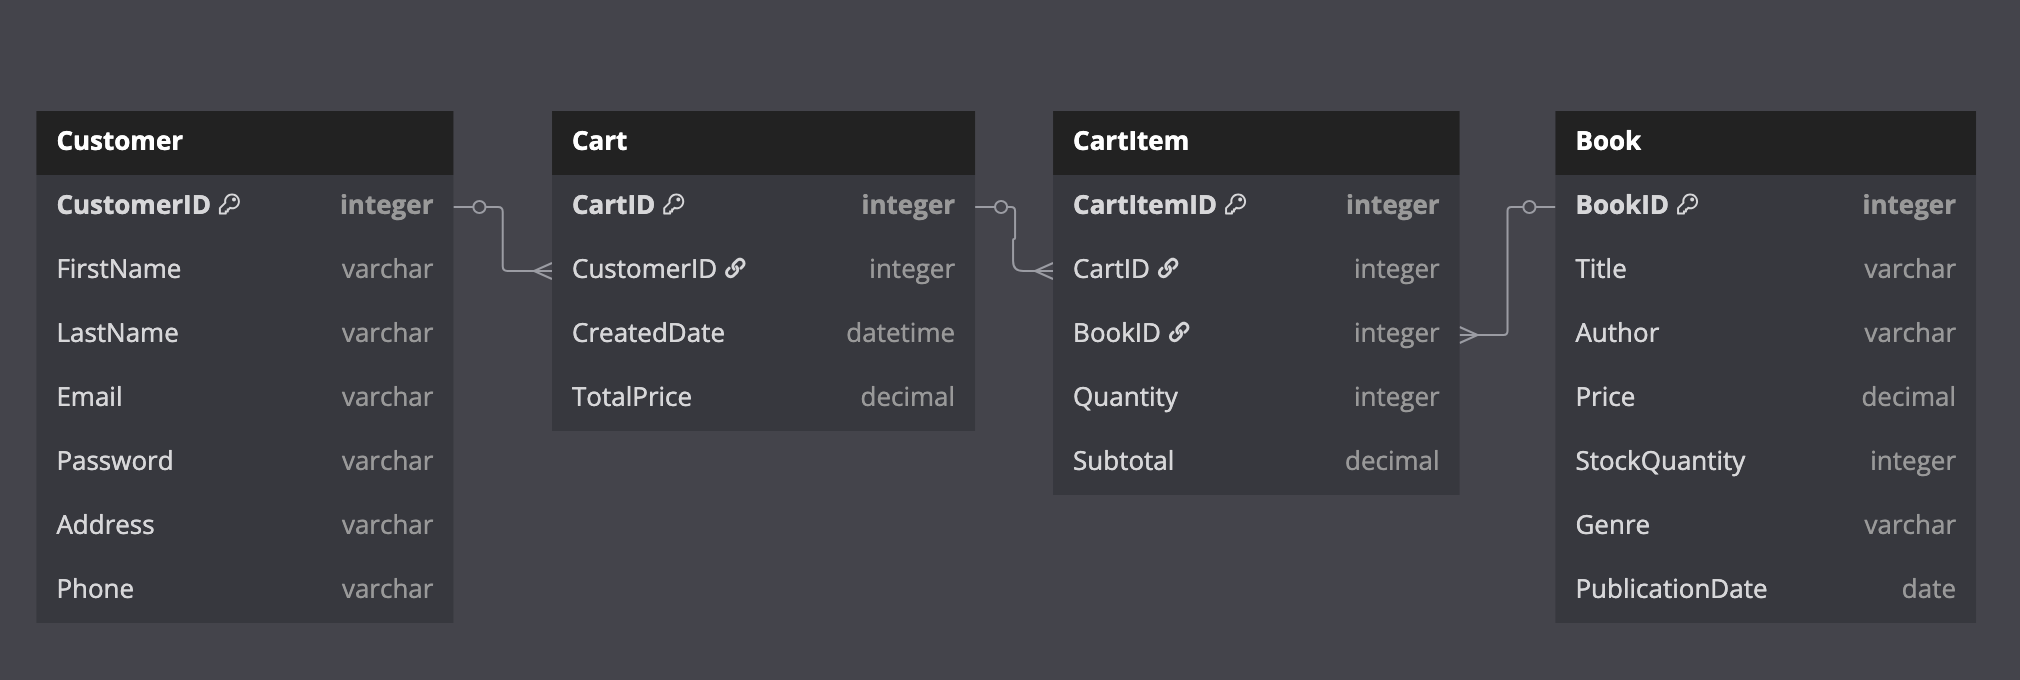 Customer
CustomerID integer
FirstName varchar
LastName varchar
Email varchar
Password varchar
Address varchar
Phone varchar
Cart
CartID integer
CustomerID integer
CreatedDate datetime
TotalPrice decimal
CartItem
CartItemID integer
CartID integer
BookID integer
Quantity integer
Subtotal decimal
Book
BookID integer
Title varchar
Author varchar
Price decimal
StockQuantity integer
Genre varchar
PublicationDate date